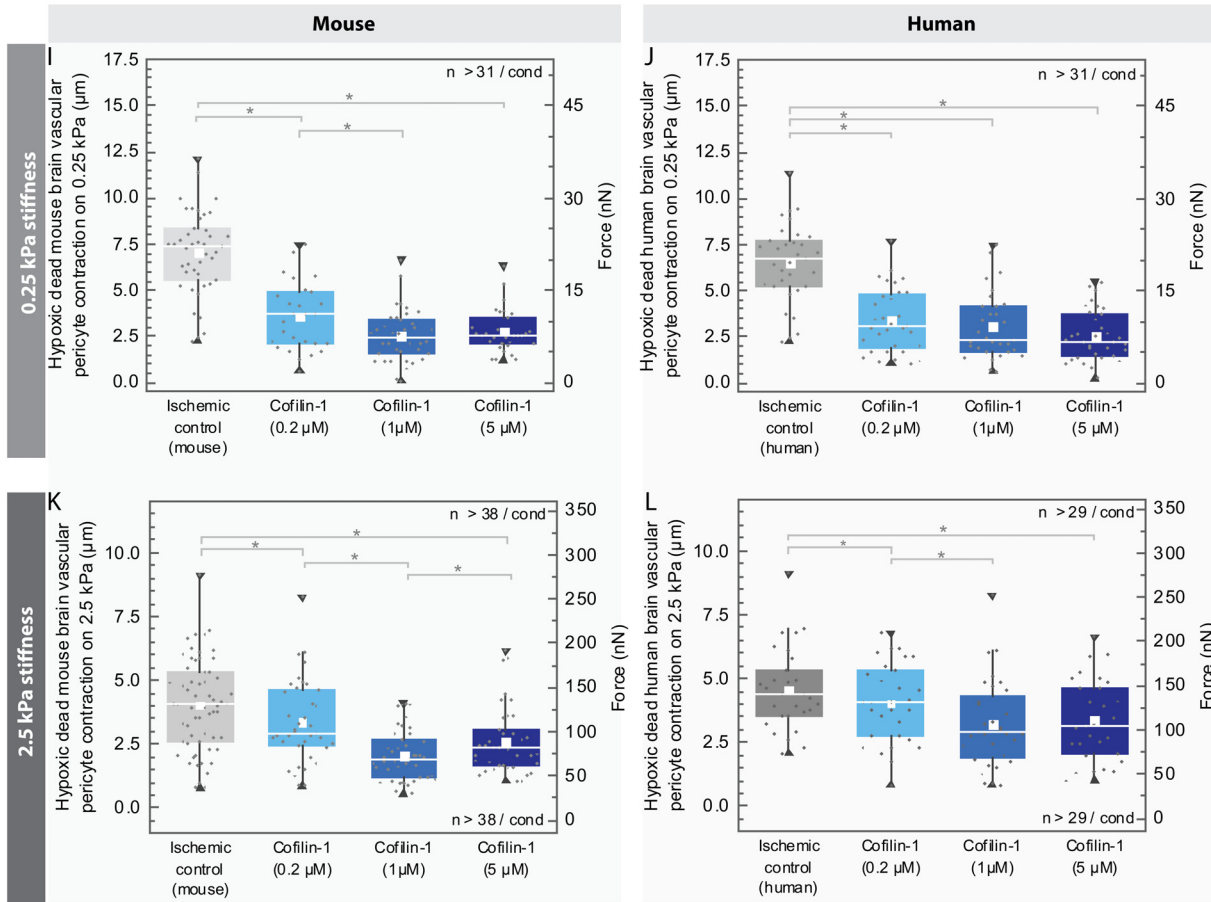 Mouse
Human
0.25 kPa stiffness
I
Hypoxic dead mouse brain vascular
pericyte contraction on 0.25 kPa (µm)
17.5
15.0
12.5
10.0
7.5
5.0
2.5
0.0
n > 31 / cond
*
*
*
45
30
15
0
Force (nN)
Ischemic
control
(mouse)
Cofilin-1
(0.2 µM)
Cofilin-1
(1µM)
Cofilin-1
(5 µM)
J
Hypoxic dead human brain vascular
pericyte contraction on 0.25 kPa (µm)
17.5
15.0
12.5
10.0
7.5
5.0
2.5
0.0
n > 31 / cond
*
*
*
45
30
15
0
Force (nN)
Ischemic
control
(human)
Cofilin-1
(0.2 µM)
Cofilin-1
(1µM)
Cofilin-1
(5 µM)
2.5 kPa stiffness
K
Hypoxic dead mouse brain vascular
pericyte contraction on 2.5 kPa (µm)
10.0
7.5
5.0
2.5
0.0
n > 38 / cond
*
*
*
*
n > 38 / cond
350
300
250
200
150
100
50
0
Force (nN)
Ischemic
control
(mouse)
Cofilin-1
(0.2 µM)
Cofilin-1
(1µM)
Cofilin-1
(5 µM)
L
Hypoxic dead human brain vascular
pericyte contraction on 2.5 kPa (µm)
10.0
7.5
5.0
2.5
0.0
n > 29 / cond
*
*
*
n > 29 / cond
350
300
250
200
150
100
50
0
Force (nN)
Ischemic
control
(human)
Cofilin-1
(0.2 µM)
Cofilin-1
(1µM)
Cofilin-1
(5 µM)